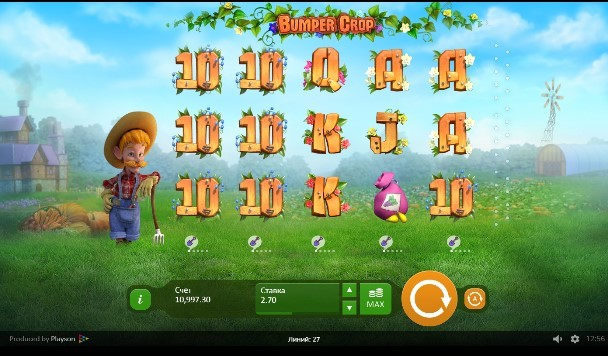 BUMPER CROP
10 10 Q A A
10 10 K J A
10 10 K 10
i
Счет
10,997.30
Ставка
2.70
MAX
A
Produced by Playson
Линий: 27
12:56